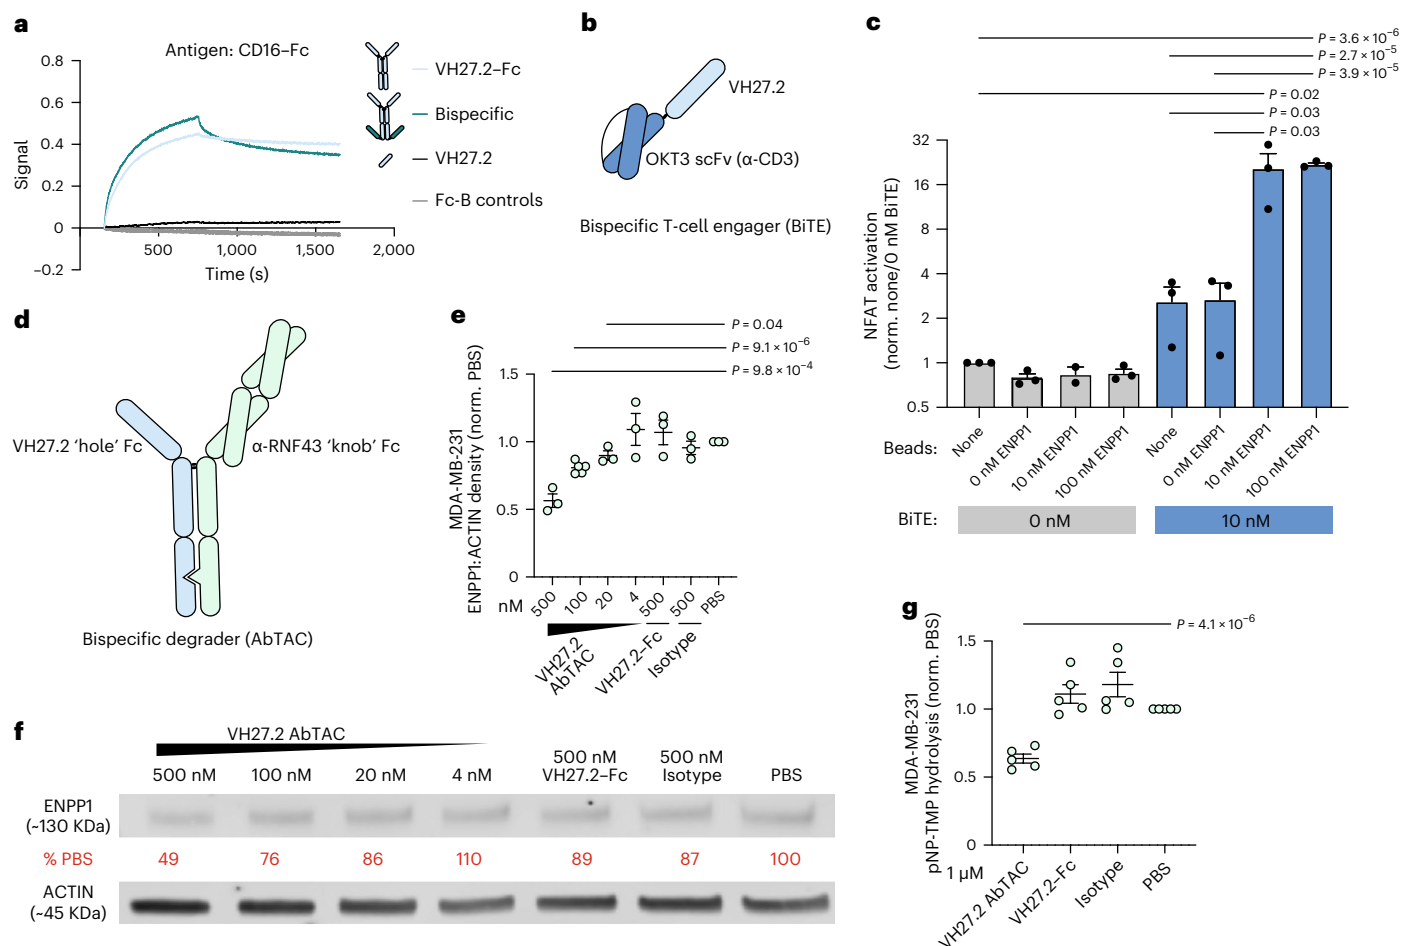 a
Antigen: CD16–Fc
Signal
0.8
0.6
0.4
0.2
0
−0.2
500
1,000
1,500
2,000
Time (s)
VH27.2–Fc
Bispecific
VH27.2
Fc-B controls
b
VH27.2
OKT3 scFv (α-CD3)
Bispecific T-cell engager (BiTE)
c
P = 3.6 × 10−6
P = 2.7 × 10−5
P = 3.9 × 10−5
P = 0.02
P = 0.03
P = 0.03
NFAT activation
(norm. none/0 nM BiTE)
32
16
8
4
2
1
0.5
Beads:
None
0 nM ENPP1
10 nM ENPP1
100 nM ENPP1
None
0 nM ENPP1
10 nM ENPP1
100 nM ENPP1
BiTE:
0 nM
10 nM
d
VH27.2 ‘hole’ Fc
α-RNF43 ‘knob’ Fc
Bispecific degrader (AbTAC)
e
P = 0.04
P = 9.1 × 10−6
P = 9.8 × 10−4
MDA-MB-231
ENPP1:ACTIN density (norm. PBS)
1.5
1.0
0.5
0
nM
500
100
20
4
500
500
PBS
VH27.2
AbTAC
VH27.2–Fc
Isotype
f
VH27.2 AbTAC
500 nM
100 nM
20 nM
4 nM
500 nM
VH27.2–Fc
500 nM
Isotype
PBS
ENPP1
(~130 KDa)
% PBS
49
76
86
110
89
87
100
ACTIN
(~45 KDa)
g
P = 4.1 × 10−6
MDA-MB-231
pNP-TMP hydrolysis (norm. PBS)
1.5
1.0
0.5
0
1 µM
VH27.2 AbTAC
VH27.2–Fc
Isotype
PBS